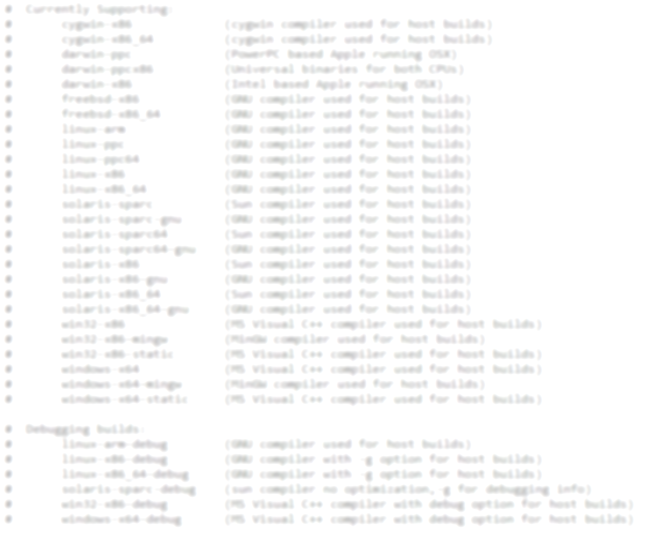 # Currently Supporting:
# cygwin-x86 (cygwin compiler used for host builds)
# cygwin-x86_64 (cygwin compiler used for host builds)
# darwin-ppc (PowerPC based Apple running OSX)
# darwin-ppcx86 (Universal binaries for both CPUs)
# darwin-x86 (Intel based Apple running OSX)
# freebsd-x86 (GNU compiler used for host builds)
# freebsd-x86_64 (GNU compiler used for host builds)
# linux-arm (GNU compiler used for host builds)
# linux-ppc (GNU compiler used for host builds)
# linux-ppc64 (GNU compiler used for host builds)
# linux-x86 (GNU compiler used for host builds)
# linux-x86_64 (GNU compiler used for host builds)
# solaris-sparc (Sun compiler used for host builds)
# solaris-sparc-gnu (GNU compiler used for host builds)
# solaris-sparc64 (Sun compiler used for host builds)
# solaris-sparc64-gnu (GNU compiler used for host builds)
# solaris-x86 (Sun compiler used for host builds)
# solaris-x86-gnu (GNU compiler used for host builds)
# solaris-x86_64 (Sun compiler used for host builds)
# solaris-x86_64-gnu (GNU compiler used for host builds)
# win32-x86 (MS Visual C++ compiler used for host builds)
# win32-x86-mingw (MinGW compiler used for host builds)
# win32-x86-static (MS Visual C++ compiler used for host builds)
# windows-x64 (MS Visual C++ compiler used for host builds)
# windows-x64-mingw (MinGW compiler used for host builds)
# windows-x64-static (MS Visual C++ compiler used for host builds)
# Debugging builds:
# linux-arm-debug (GNU compiler used for host builds)
# linux-x86-debug (GNU compiler with -g option for host builds)
# linux-x86_64-debug (GNU compiler with -g option for host builds)
# solaris-sparc-debug (sun compiler no optimization,-g for debugging info)
# win32-x86-debug (MS Visual C++ compiler with debug option for host builds)
# windows-x64-debug (MS Visual C++ compiler with debug option for host builds)